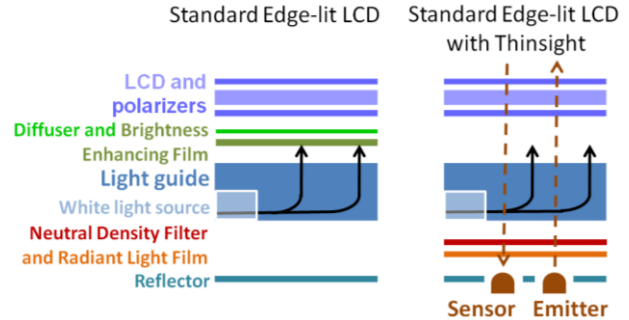 Standard Edge-lit LCD
Standard Edge-lit LCD
with Thinsight
LCD and
polarizers
Diffuser and Brightness
Enhancing Film
Light guide
White light source
Neutral Density Filter
and Radiant Light Film
Reflector
Sensor Emitter